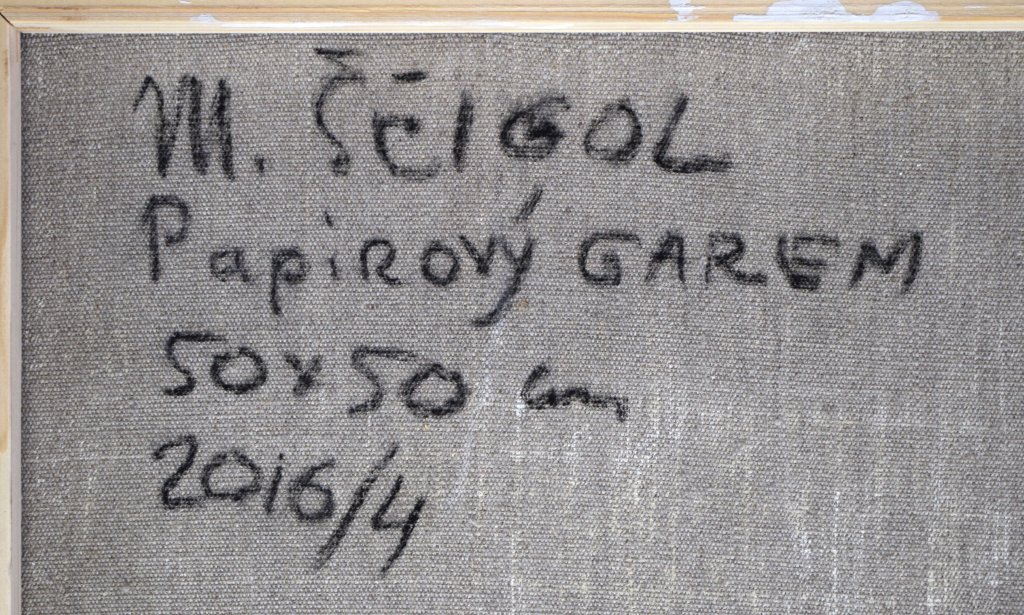 M. ŠEIGOL
Papirový GAREM
50x50 cm
2016/4